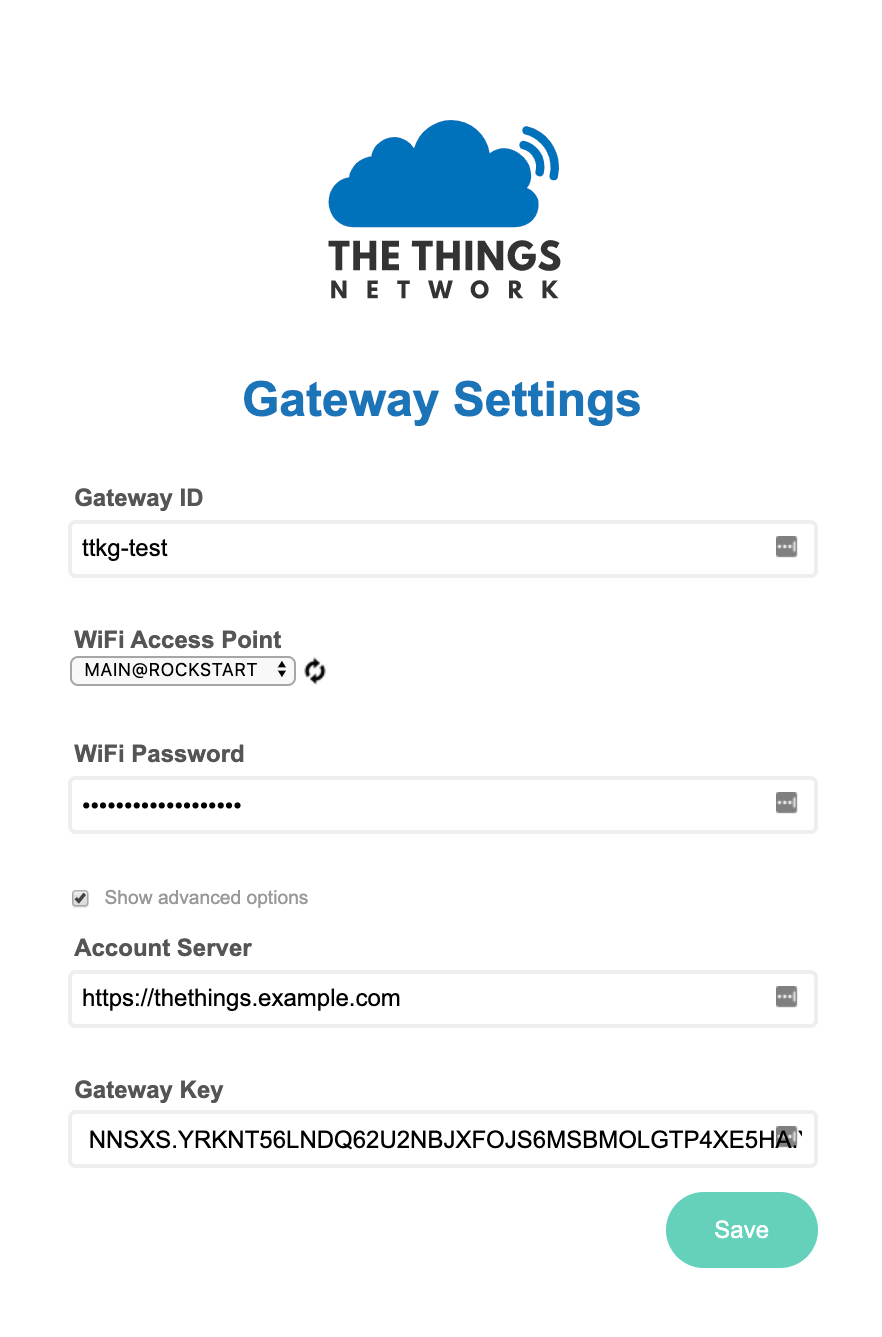 THE THINGS
NETWORK
Gateway Settings
Gateway ID
ttkg-test
WiFi Access Point
MAIN@ROCKSTART
WiFi Password
•••••••••••••••••••
Show advanced options
Account Server
https://thethings.example.com
Gateway Key
NNSXS.YRKNT56LNDQ62U2NBJXFOJS6MSBMOLGTP4XE5HA.
Save